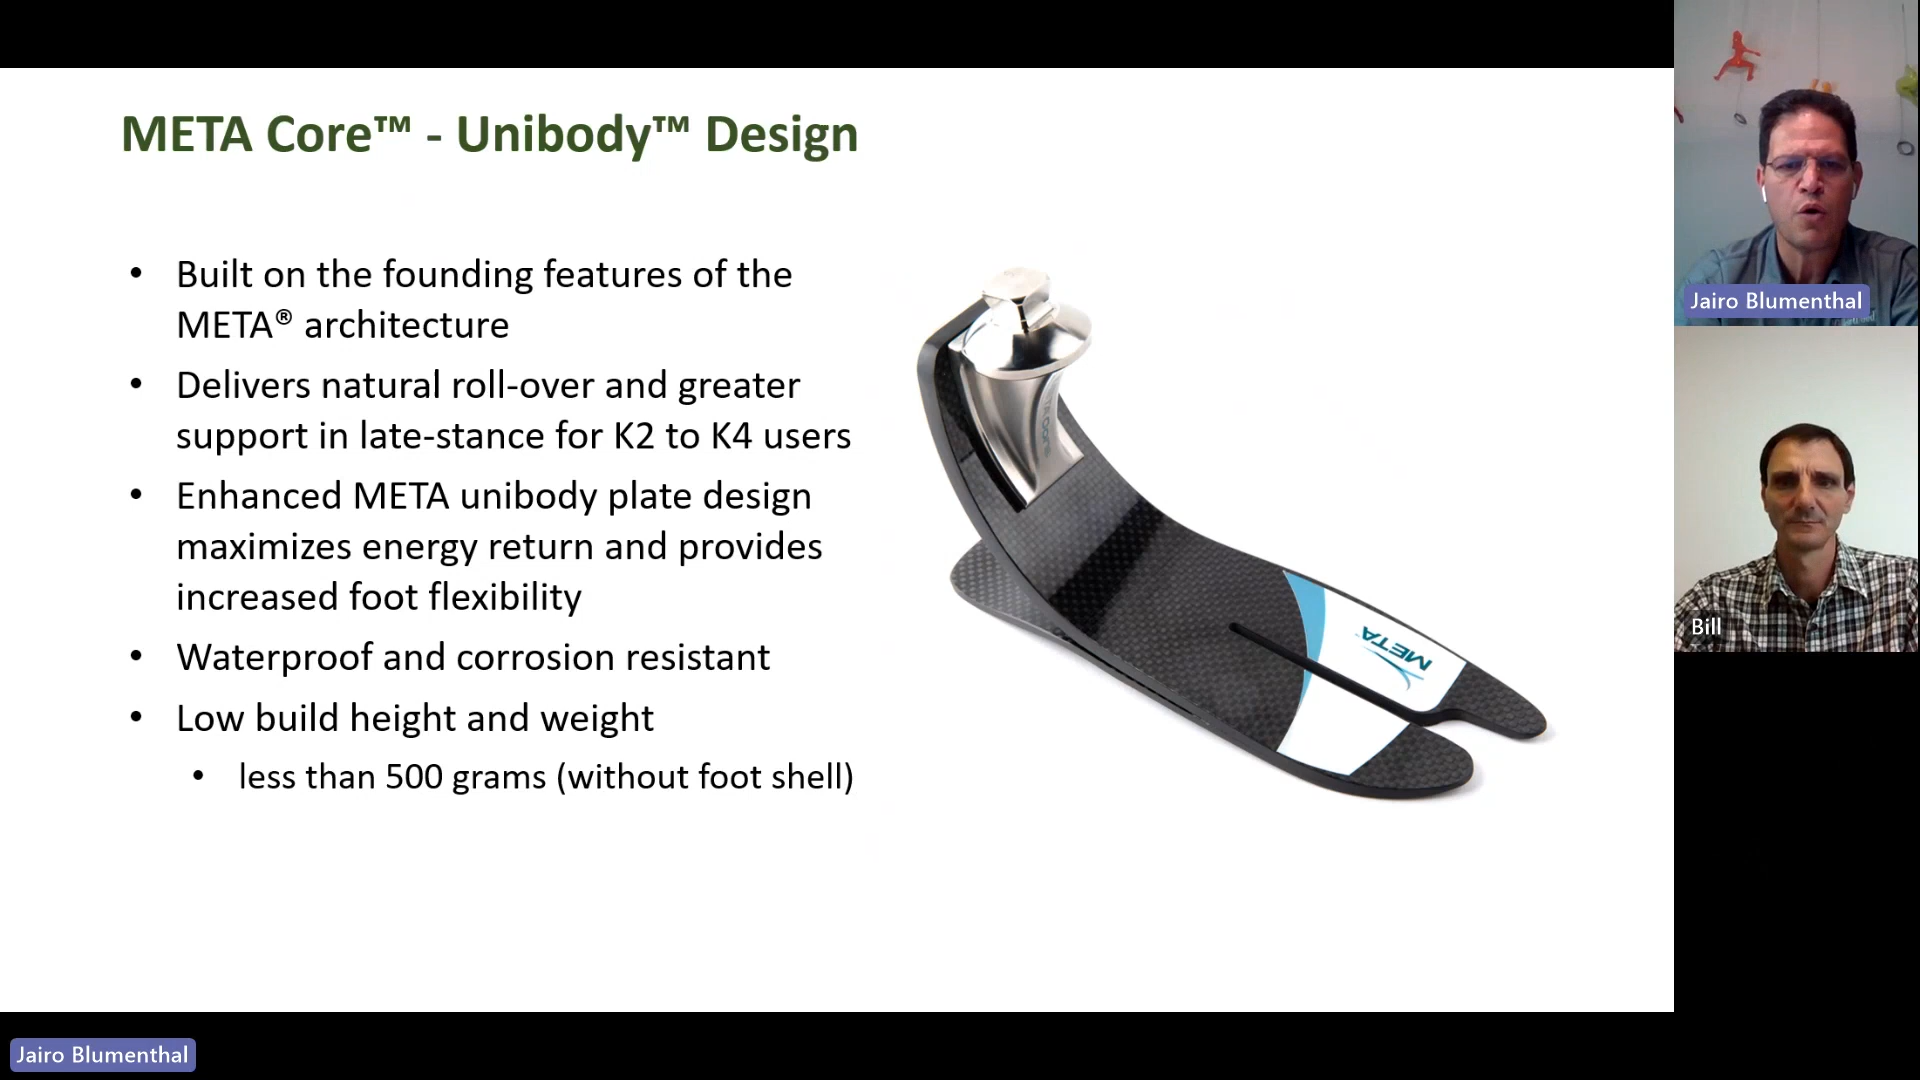 META Core™ - Unibody™ Design
• Built on the founding features of the
META® architecture
• Delivers natural roll-over and greater
support in late-stance for K2 to K4 users
• Enhanced META unibody plate design
maximizes energy return and provides
increased foot flexibility
• Waterproof and corrosion resistant
• Low build height and weight
• less than 500 grams (without foot shell)
META
Jairo Blumenthal
Bill
Jairo Blumenthal